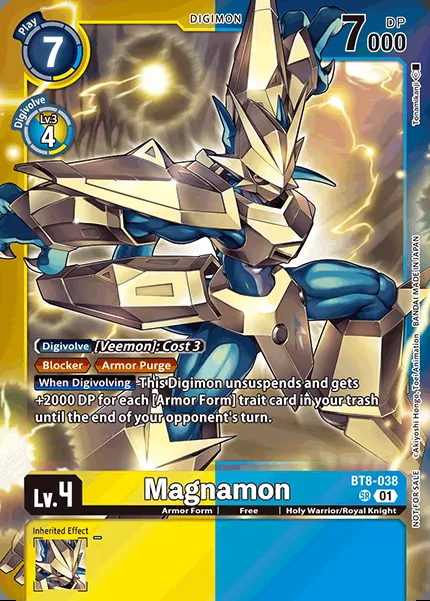 Play
7
DIGIMON
7000
DP
Digivolve
Lv.3
4
Tonamikanji
Digivolve [Veemon]: Cost 3
Blocker Armor Purge
When Digivolving This Digimon unsuspends and gets
+2000 DP for each [Armor Form] trait card in your trash
until the end of your opponent's turn.
©Akiyoshi Hongo, Toei Animation BANDAI MADE IN JAPAN
NOT FOR SALE
Lv.4
Magnamon
BT8-038
SR 01
Armor Form | Free | Holy Warrior/Royal Knight
Inherited Effect
-